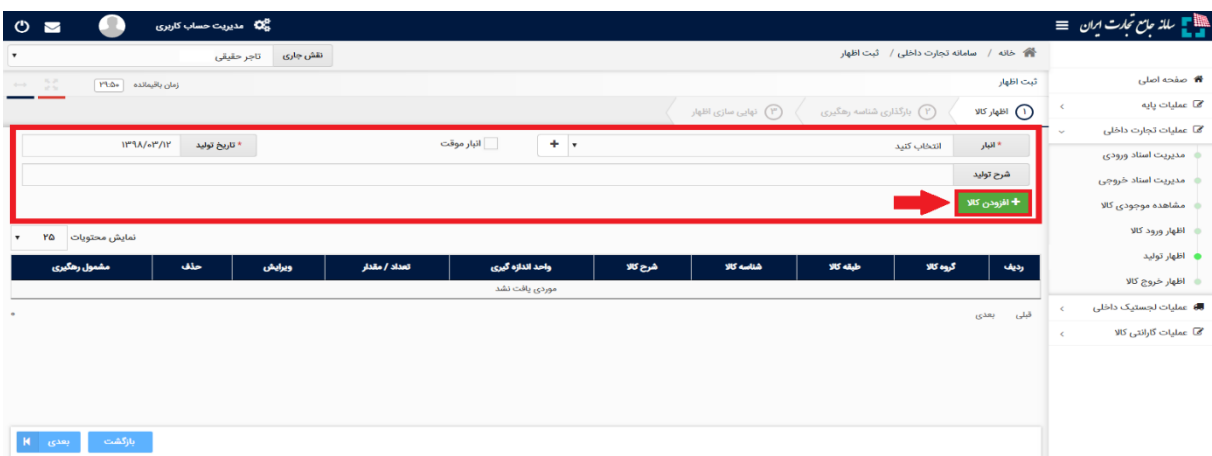 سامانه جامع تجارت ایران
مدیریت حساب کاربری
خانه / سامانه تجارت داخلی / ثبت اظهار
نقش جاری تاجر حقیقی
ثبت اظهار
زمان باقیمانده ۲۹:۵۰
۱ اظهار کالا ۲ بارگذاری شناسه رهگیری ۳ نهایی سازی اظهار
* انبار انتخاب کنید + انبار موقت * تاریخ تولید ۱۳۹۸/۰۳/۱۲
شرح تولید
+ افزودن کالا
نمایش محتویات ۲۵
ردیف گروه کالا طبقه کالا شناسه کالا شرح کالا واحد اندازه گیری تعداد / مقدار ویرایش حذف مشمول رهگیری
موردی یافت نشد
قبلی بعدی
بازگشت بعدی
صفحه اصلی
عملیات پایه
عملیات تجارت داخلی
مدیریت اسناد ورودی
مدیریت اسناد خروجی
مشاهده موجودی کالا
اظهار ورود کالا
اظهار تولید
اظهار خروج کالا
عملیات لجستیک داخلی
عملیات گارانتی کالا